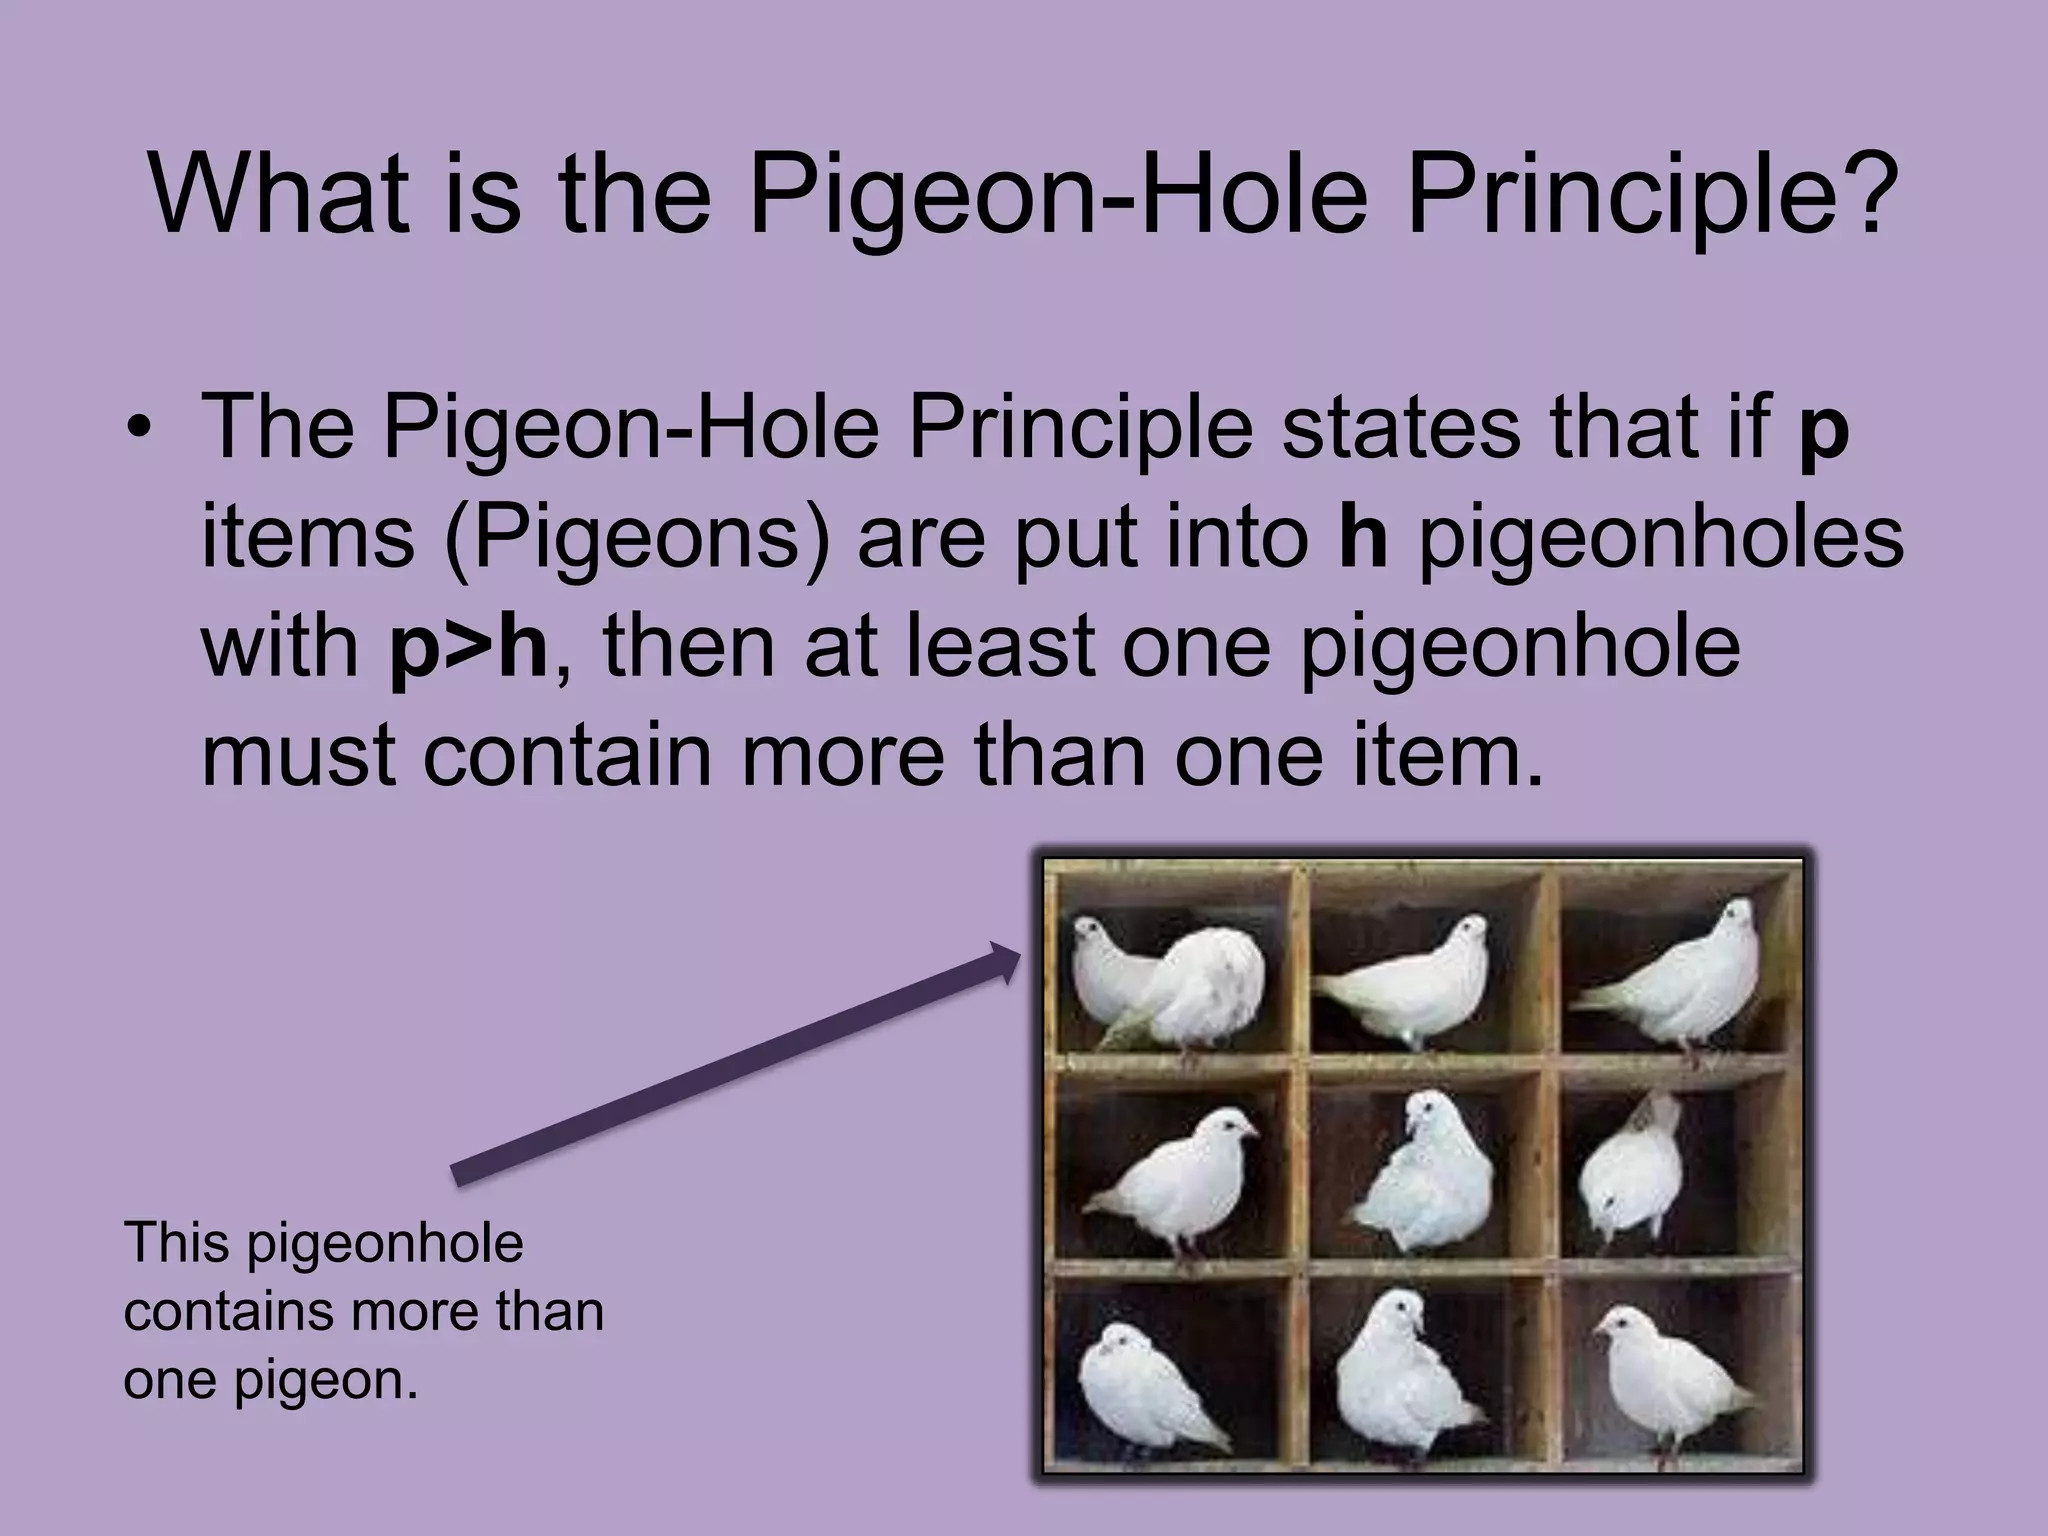 What is the Pigeon-Hole Principle?
• The Pigeon-Hole Principle states that if p
items (Pigeons) are put into h pigeonholes
with p>h, then at least one pigeonhole
must contain more than one item.
This pigeonhole
contains more than
one pigeon.